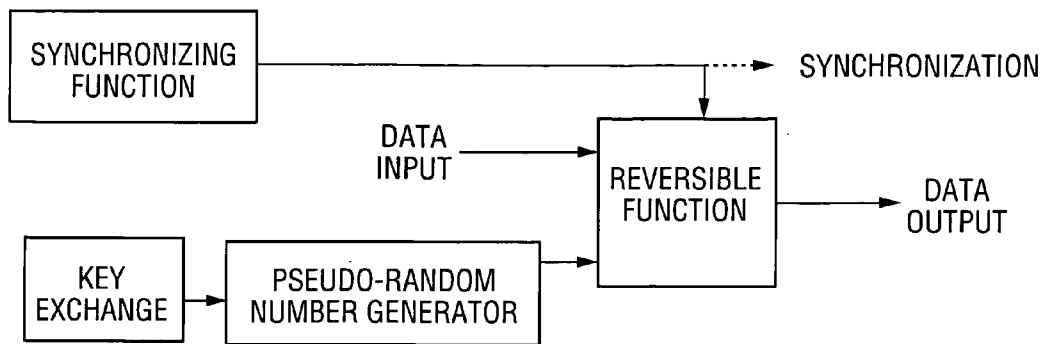 SYNCHRONIZING
FUNCTION
SYNCHRONIZATION
DATA
INPUT
REVERSIBLE
FUNCTION
DATA
OUTPUT
KEY
EXCHANGE
PSEUDO-RANDOM
NUMBER GENERATOR